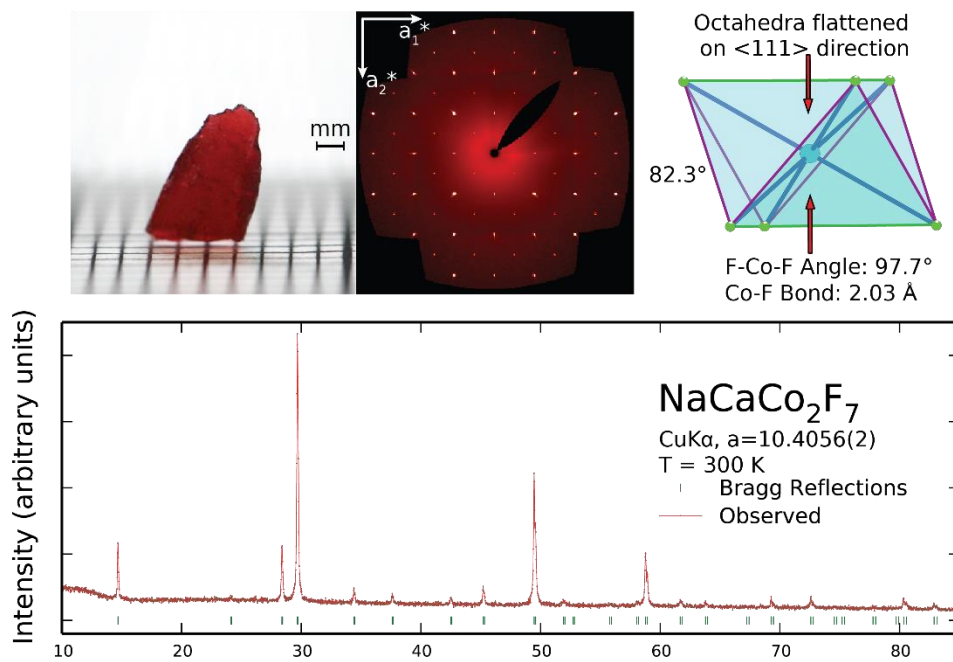 mm
a₁*
a₂*
Octahedra flattened
on <111> direction
82.3°
F-Co-F Angle: 97.7°
Co-F Bond: 2.03 Å
Intensity (arbitrary units)
NaCaCo₂F₇
CuKα, a=10.4056(2)
T = 300 K
Bragg Reflections
Observed
10 20 30 40 50 60 70 80